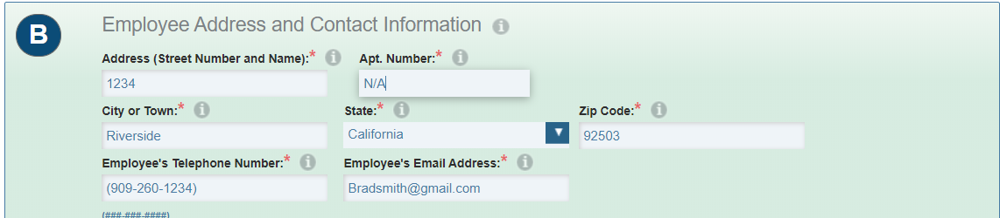 B
Employee Address and Contact Information i
Address (Street Number and Name):* i Apt. Number:* i
1234 N/A
City or Town:* i State:* i Zip Code:* i
Riverside California 92503
Employee's Telephone Number:* i Employee's Email Address:* i
(909-260-1234) Bradsmith@gmail.com
(###-###-####)